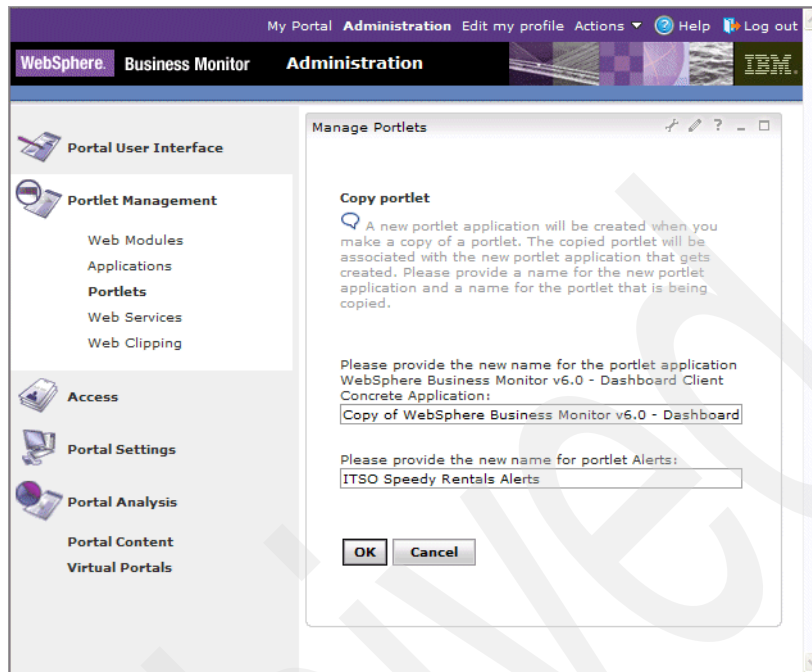 My Portal Administration Edit my profile Actions Help Log out
WebSphere. Business Monitor Administration IBM.
Portal User Interface
Portlet Management
Web Modules
Applications
Portlets
Web Services
Web Clipping
Access
Portal Settings
Portal Analysis
Portal Content
Virtual Portals
Manage Portlets ?
Copy portlet
A new portlet application will be created when you
make a copy of a portlet. The copied portlet will be
associated with the new portlet application that gets
created. Please provide a name for the new portlet
application and a name for the portlet that is being
copied.
Please provide the new name for the portlet application
WebSphere Business Monitor v6.0 - Dashboard Client
Concrete Application:
Copy of WebSphere Business Monitor v6.0 - Dashboard
Please provide the new name for portlet Alerts:
ITSO Speedy Rentals Alerts
OK Cancel